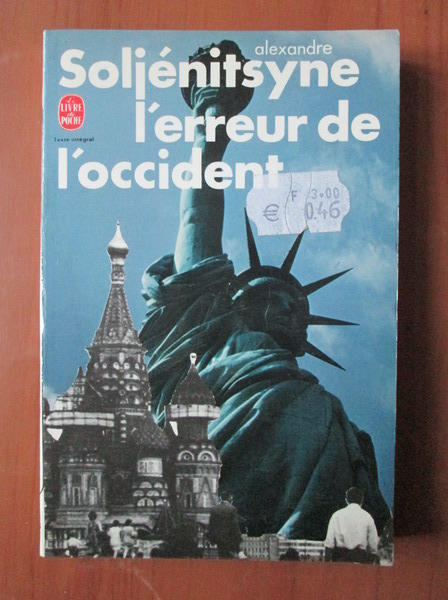 alexandre
Soljénitsyne
l'erreur de
l'occident
Le
LIVRE
de
POCHE
Texte intégral
F 3.00
€ 0.46